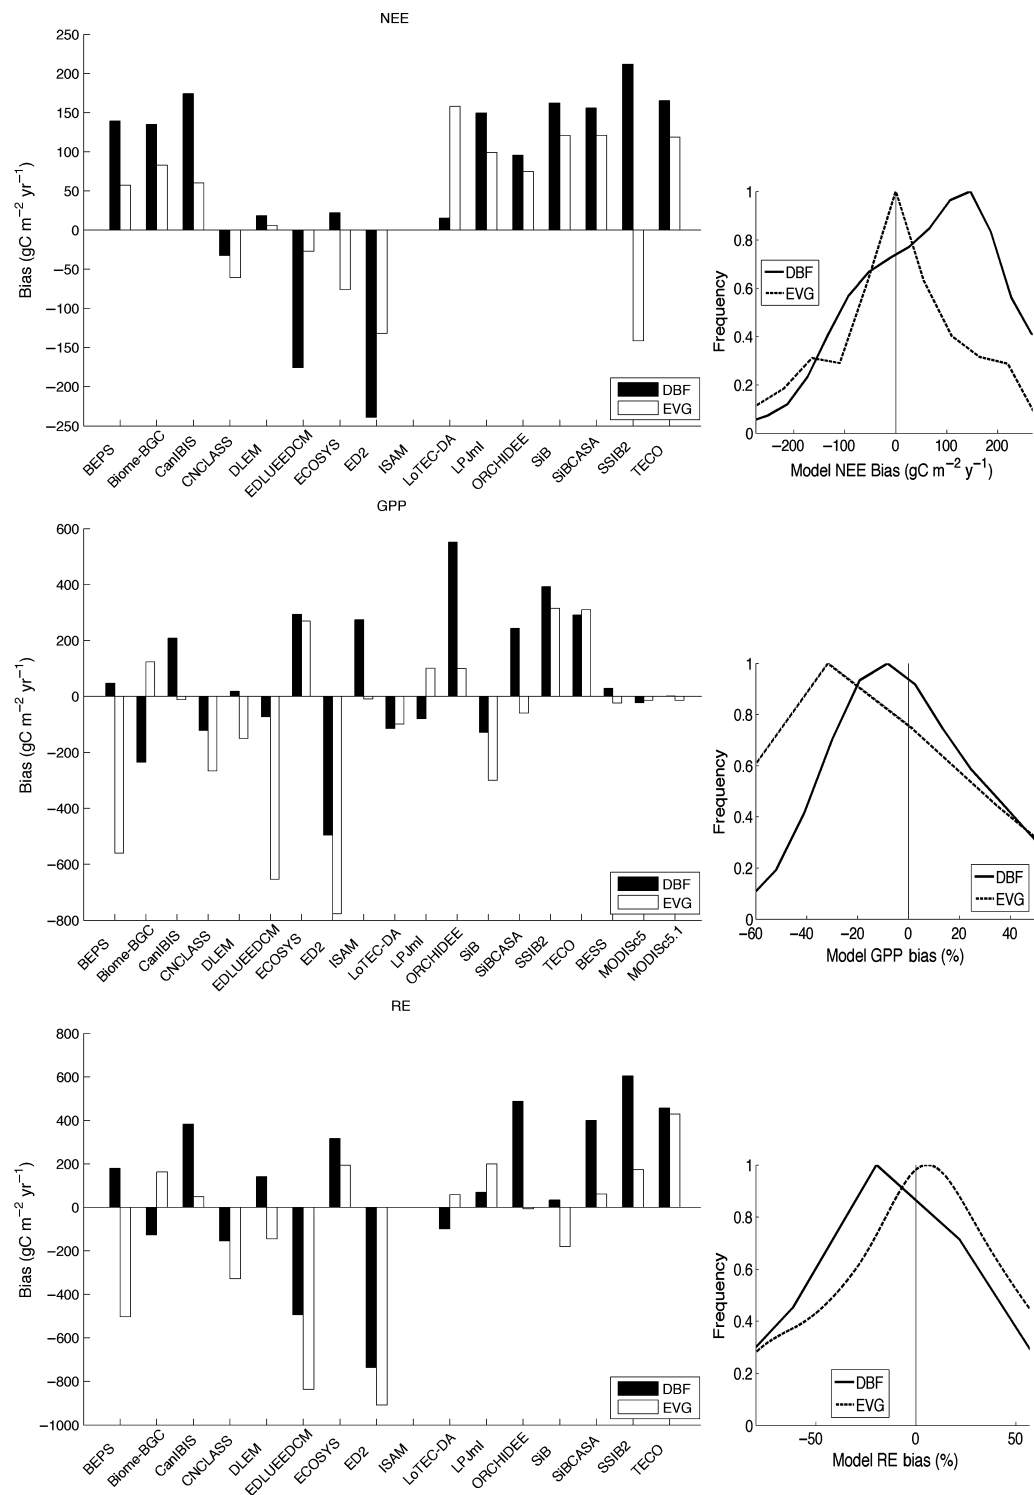 NEE
Bias (gC m−2 yr−1)
250
200
150
100
50
0
−50
−100
−150
−200
−250
DBF
EVG
BEPS
Biome-BGC
CanIBIS
CNCLASS
DLEM
EDLUEEDCM
ECOSYS
ED2
ISAM
LoTEC-DA
LPJml
ORCHIDEE
SiB
SiBCASA
SSIB2
TECO
Frequency
1
0.8
0.6
0.4
0.2
0
DBF
EVG
−200 −100 0 100 200
Model NEE Bias (gC m−2 y−1)
GPP
Bias (gC m−2 yr−1)
600
400
200
0
−200
−400
−600
−800
DBF
EVG
BEPS
Biome-BGC
CanIBIS
CNCLASS
DLEM
EDLUEEDCM
ECOSYS
ED2
ISAM
LoTEC-DA
LPJml
ORCHIDEE
SiB
SiBCASA
SSIB2
TECO
BESS
MODISc5
MODISc5.1
Frequency
1
0.8
0.6
0.4
0.2
0
DBF
EVG
−60 −40 −20 0 20 40
Model GPP bias (%)
RE
Bias (gC m−2 yr−1)
800
600
400
200
0
−200
−400
−600
−800
−1000
DBF
EVG
BEPS
Biome-BGC
CanIBIS
CNCLASS
DLEM
EDLUEEDCM
ECOSYS
ED2
ISAM
LoTEC-DA
LPJml
ORCHIDEE
SiB
SiBCASA
SSIB2
TECO
Frequency
1
0.8
0.6
0.4
0.2
0
DBF
EVG
−50 0 50
Model RE bias (%)